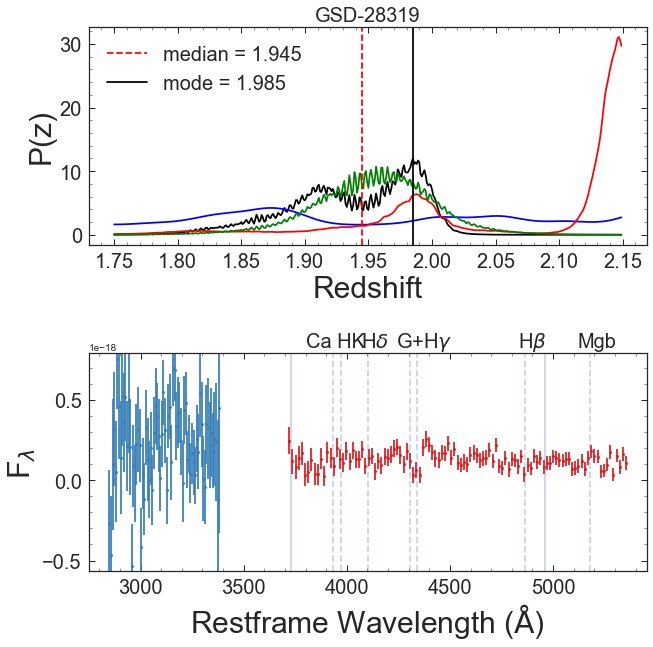 GSD-28319
median = 1.945
mode = 1.985
P(z)
30
20
10
0
1.75 1.80 1.85 1.90 1.95 2.00 2.05 2.10 2.15
Redshift
Ca HK Hδ G+Hγ Hβ Mgb
1e-18
Fλ
0.5
0.0
−0.5
3000 3500 4000 4500 5000
Restframe Wavelength (Å)